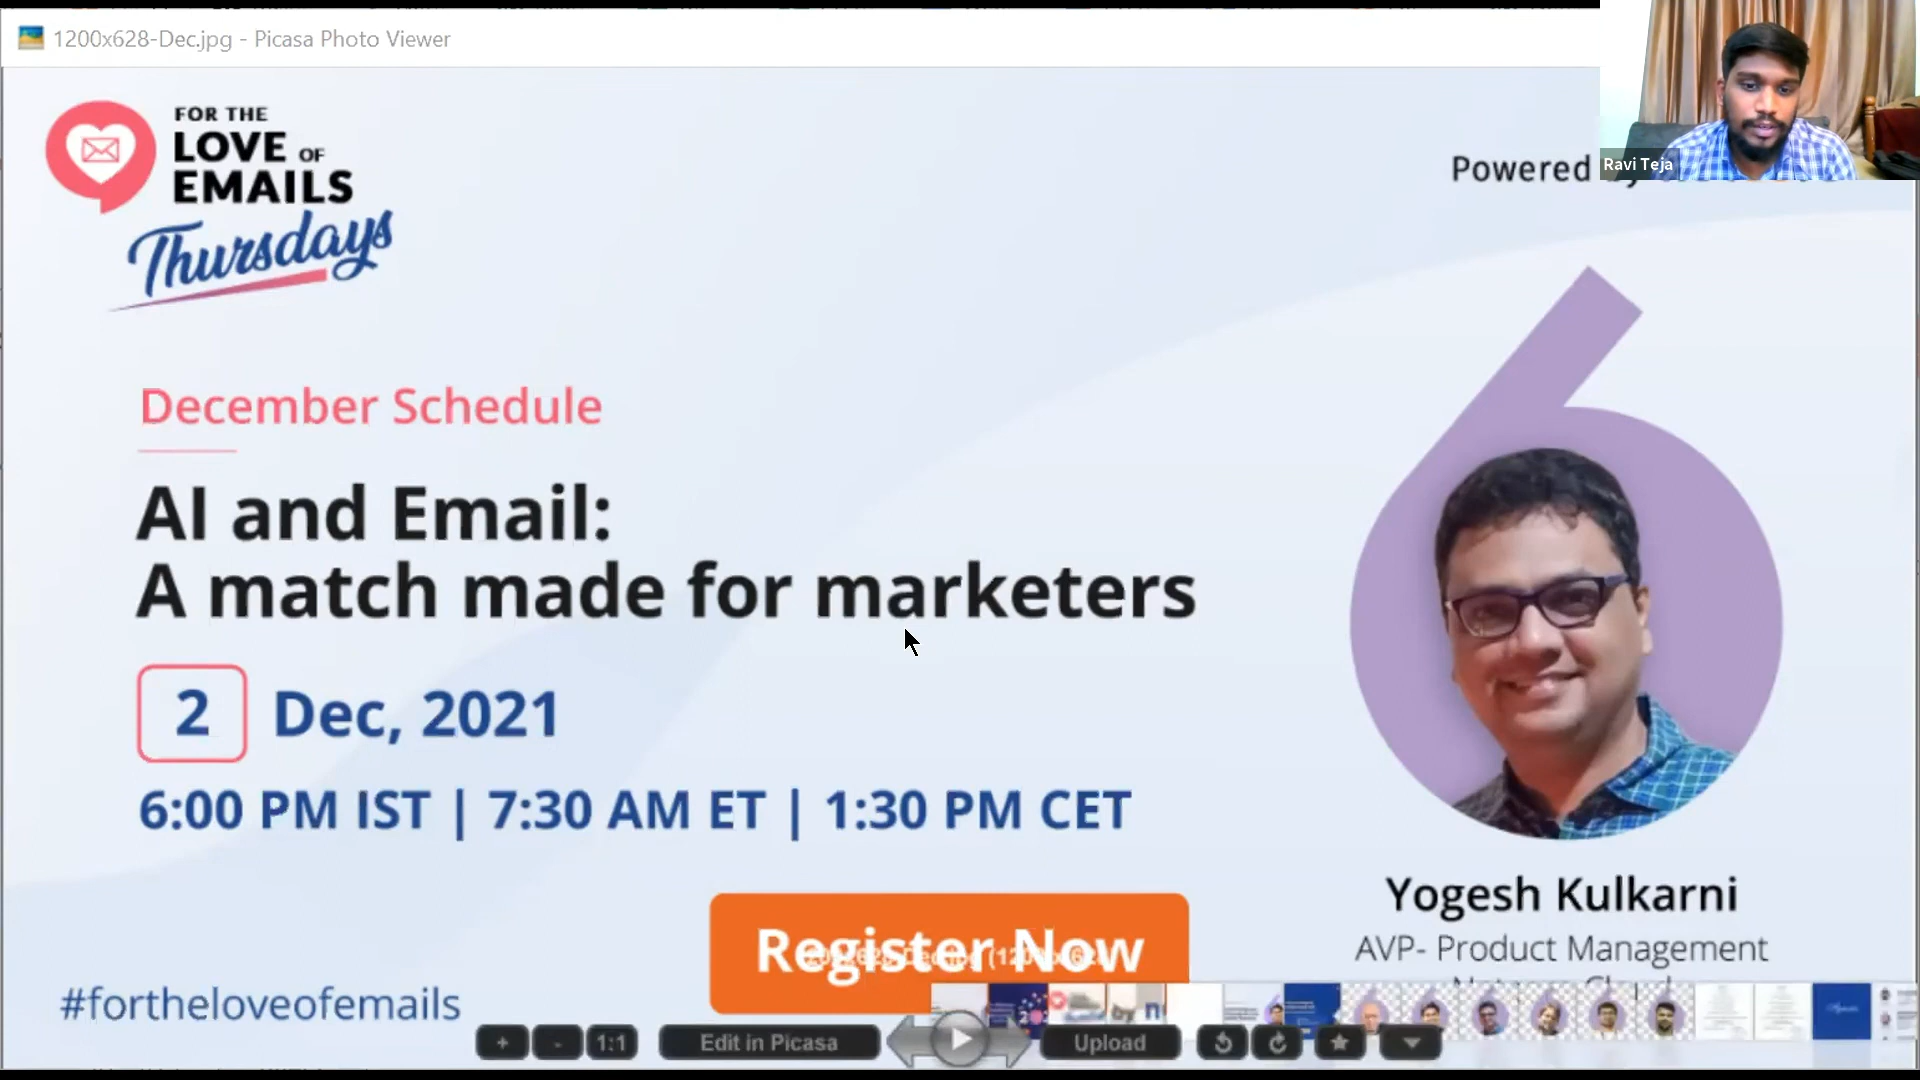 1200x628-Dec.jpg - Picasa Photo Viewer
FOR THE
LOVE OF
EMAILS
Thursdays
Powered
Ravi Teja
December Schedule
AI and Email:
A match made for marketers
2 Dec, 2021
6:00 PM IST | 7:30 AM ET | 1:30 PM CET
Yogesh Kulkarni
AVP- Product Management
Register Now
#fortheloveofemails
+ - 1:1 Edit in Picasa Upload